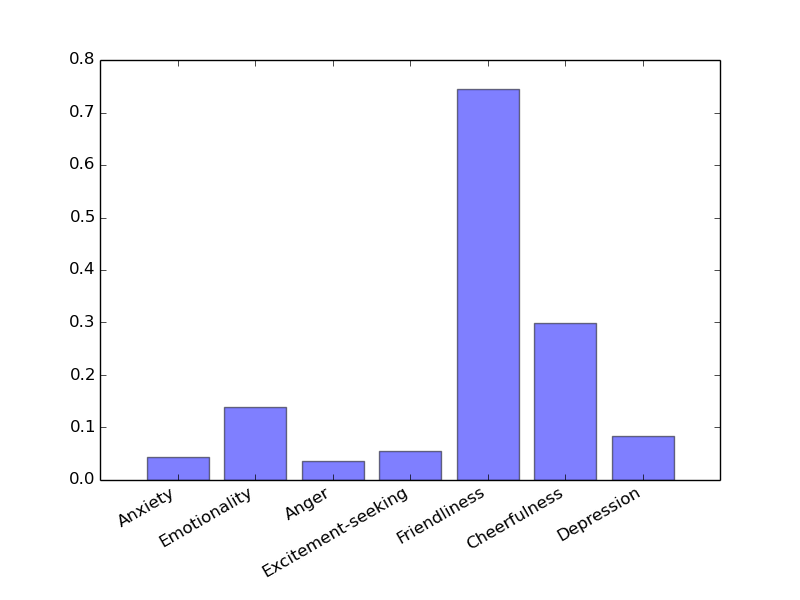 0.8
0.7
0.6
0.5
0.4
0.3
0.2
0.1
0.0
Anxiety
Emotionality
Anger
Excitement-seeking
Friendliness
Cheerfulness
Depression